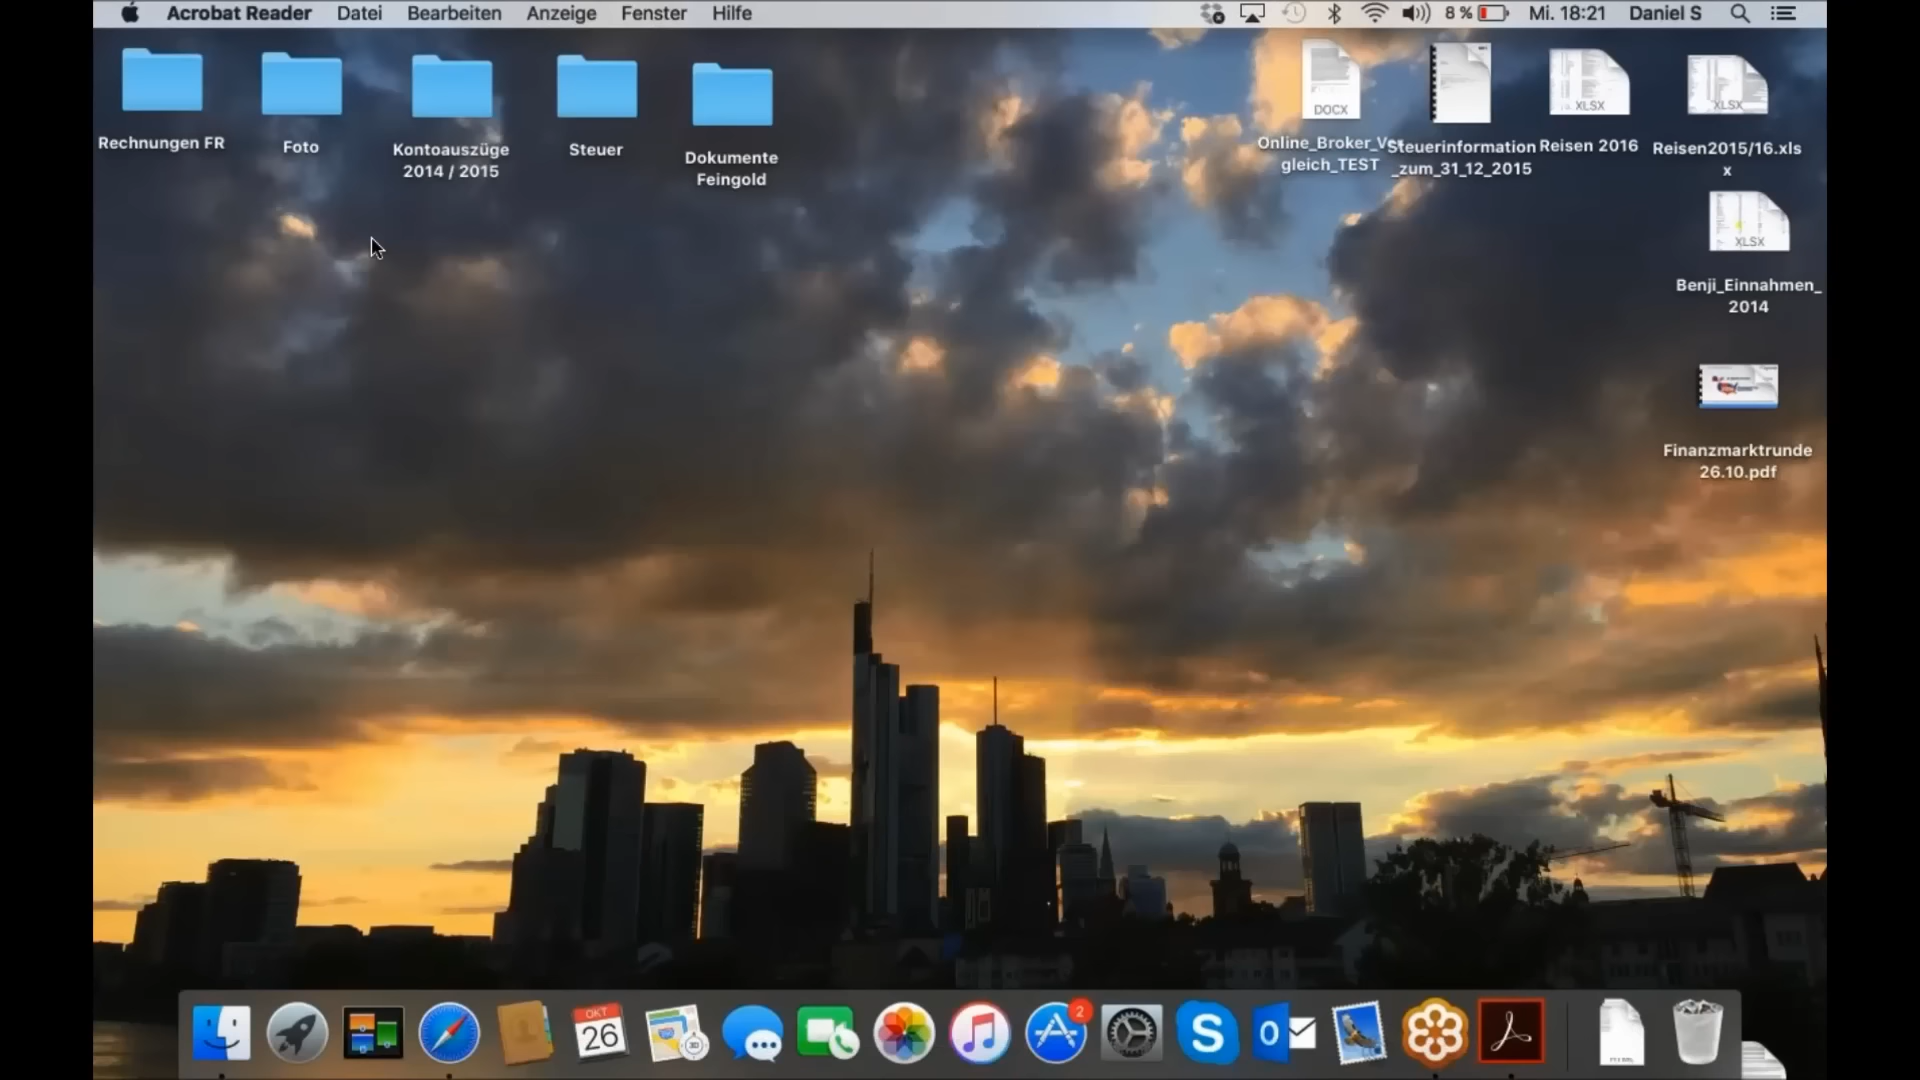 Acrobat Reader Datei Bearbeiten Anzeige Fenster Hilfe 8 % Mi. 18:21 Daniel S
Rechnungen FR
Foto
Kontoauszüge
2014 / 2015
Steuer
Dokumente
Feingold
DOCX
Online_Broker_V
gleich_TEST
Steuerinformation
_zum_31_12_2015
XLSX
Reisen 2016
XLSX
Reisen2015/16.xls
x
XLSX
Benji_Einnahmen_
2014
Finanzmarktrunde
26.10.pdf
OKT
26
3D
2
S
O